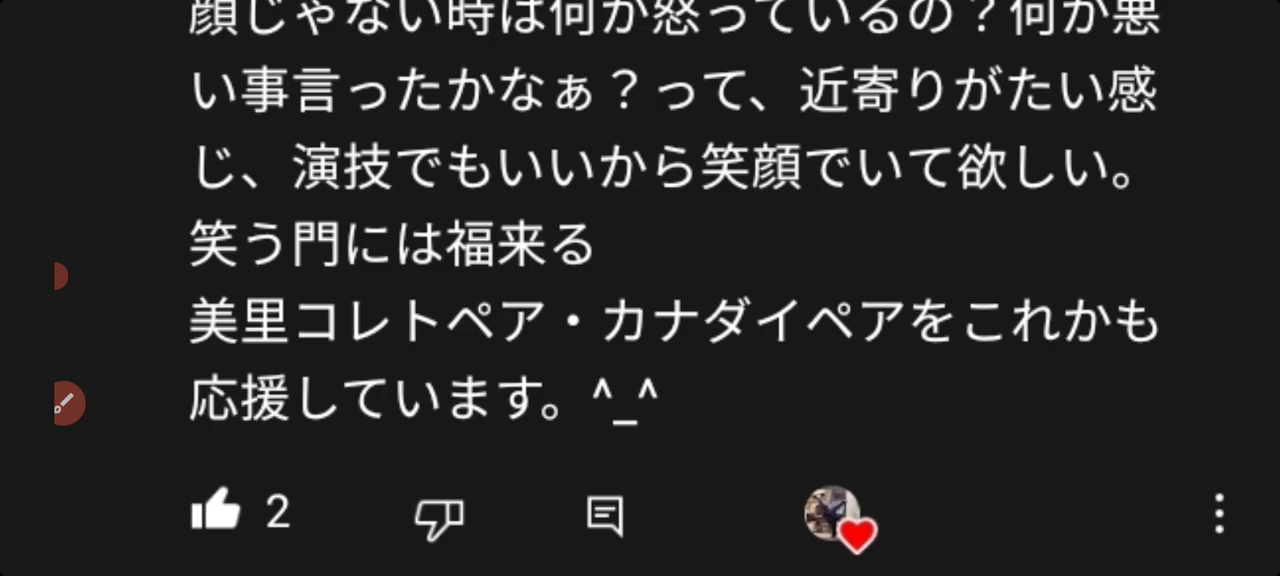 顔じゃない時は何か怒っているの？何か悪
い事言ったかなぁ？って、近寄りがたい感
じ、演技でもいいから笑顔でいて欲しい。
笑う門には福来る
美里コレトペア・カナダイペアをこれかも
応援しています。^_^
2